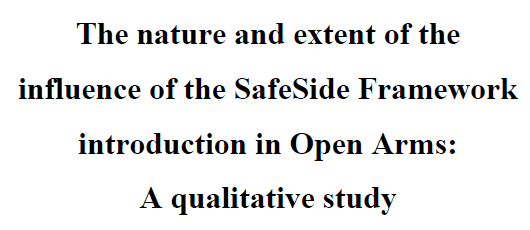 The nature and extent of the
influence of the SafeSide Framework
introduction in Open Arms:
A qualitative study